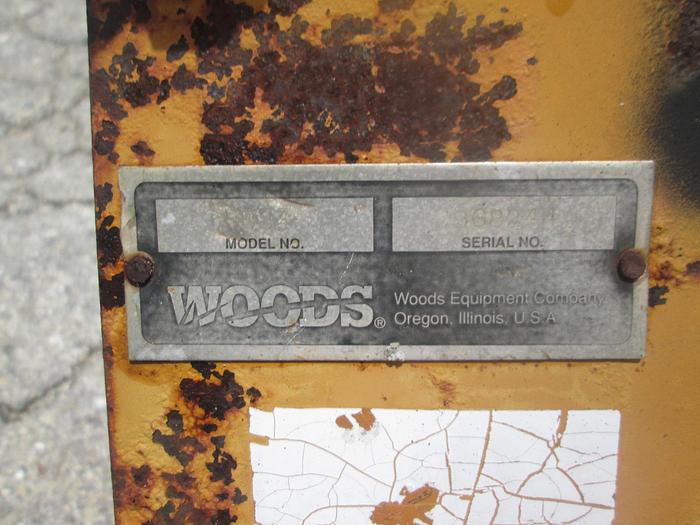 MODEL NO.
SERIAL NO.
WOODS®
Woods Equipment Company
Oregon, Illinois, U.S.A